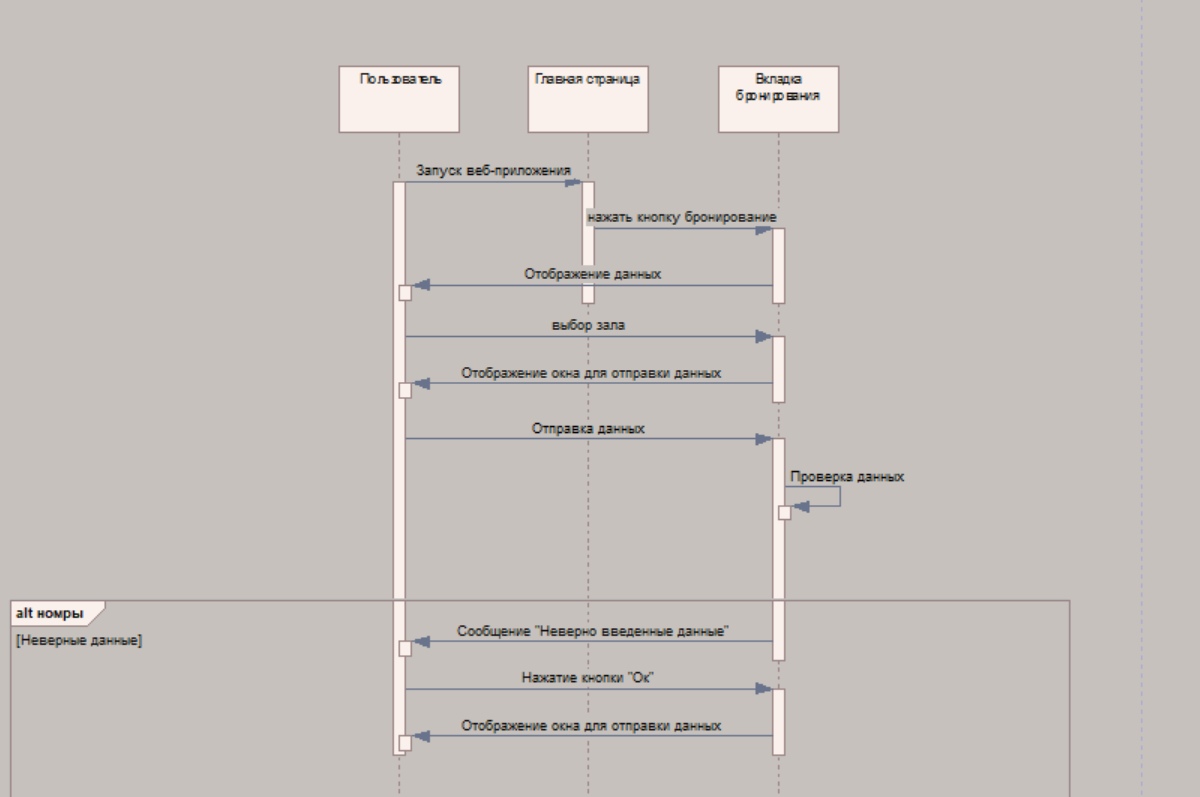 Пользователь
Главная страница
Вкладка
бронирования
Запуск веб-приложения
нажать кнопку бронирование
Отображение данных
выбор зала
Отображение окна для отправки данных
Отправка данных
Проверка данных
alt номры
[Неверные данные]
Сообщение "Неверно введенные данные"
Нажатие кнопки "Ок"
Отображение окна для отправки данных